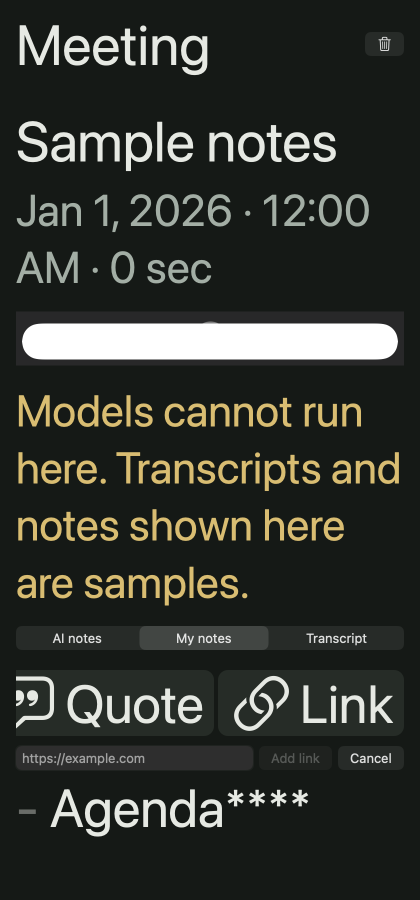 Meeting
Sample notes
Jan 1, 2026 · 12:00
AM · 0 sec
Models cannot run
here. Transcripts and
notes shown here
are samples.
AI notes My notes Transcript
Quote Link
https://example.com Add link Cancel
- Agenda****